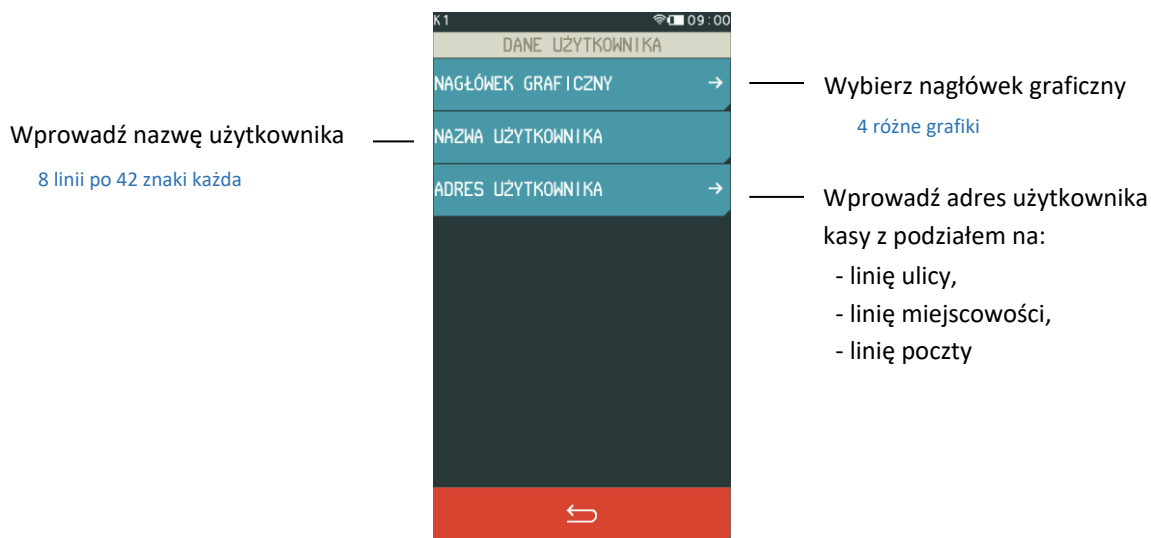 K1 09:00
DANE UŻYTKOWNIKA
NAGŁÓWEK GRAFICZNY →
Wybierz nagłówek graficzny
4 różne grafiki
Wprowadź nazwę użytkownika
8 linii po 42 znaki każda
NAZWA UŻYTKOWNIKA
ADRES UŻYTKOWNIKA →
Wprowadź adres użytkownika
kasy z podziałem na:
- linię ulicy,
- linię miejscowości,
- linię poczty